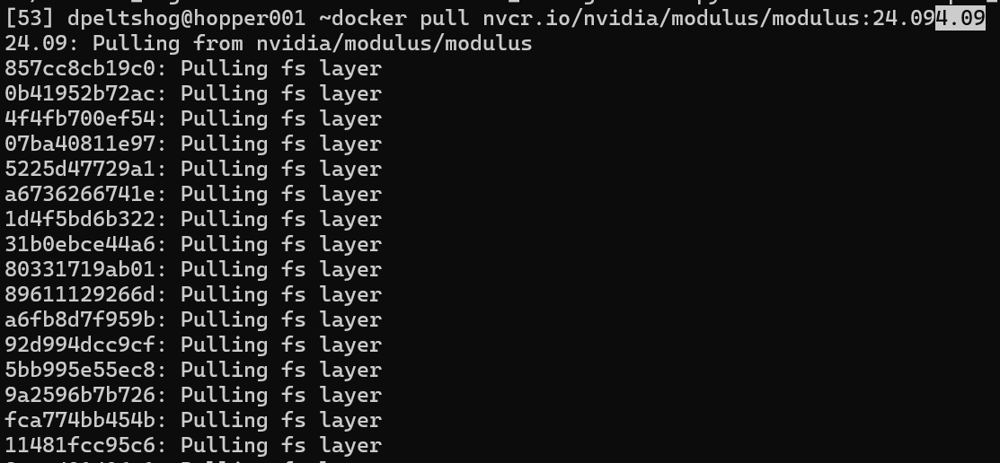 [53] dpeltshog@hopper001 ~docker pull nvcr.io/nvidia/modulus/modulus:24.094.09
24.09: Pulling from nvidia/modulus/modulus
857cc8cb19c0: Pulling fs layer
0b41952b72ac: Pulling fs layer
4f4fb700ef54: Pulling fs layer
07ba40811e97: Pulling fs layer
5225d47729a1: Pulling fs layer
a6736266741e: Pulling fs layer
1d4f5bd6b322: Pulling fs layer
31b0ebce44a6: Pulling fs layer
80331719ab01: Pulling fs layer
89611129266d: Pulling fs layer
a6fb8d7f959b: Pulling fs layer
92d994dcc9cf: Pulling fs layer
5bb995e55ec8: Pulling fs layer
9a2596b7b726: Pulling fs layer
fca774bb454b: Pulling fs layer
11481fcc95c6: Pulling fs layer